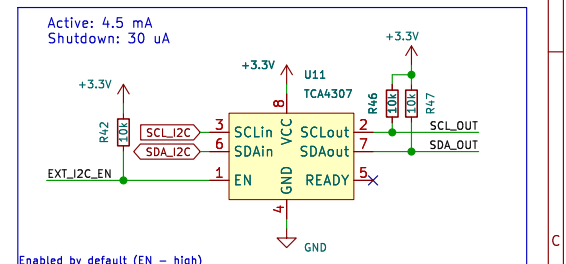 Active: 4.5 mA
Shutdown: 30 uA
+3.3V
+3.3V
U11
TCA4307
+3.3V
R46
10k
10k
R47
R42
10k
8
VCC
SCL_I2C
3
SCLin
SCLout
2
SCL_OUT
SDA_I2C
6
SDAin
SDAout
7
SDA_OUT
EXT_I2C_EN
1
EN
GND
READY
5
4
GND
C
Enabled by default (EN - high)